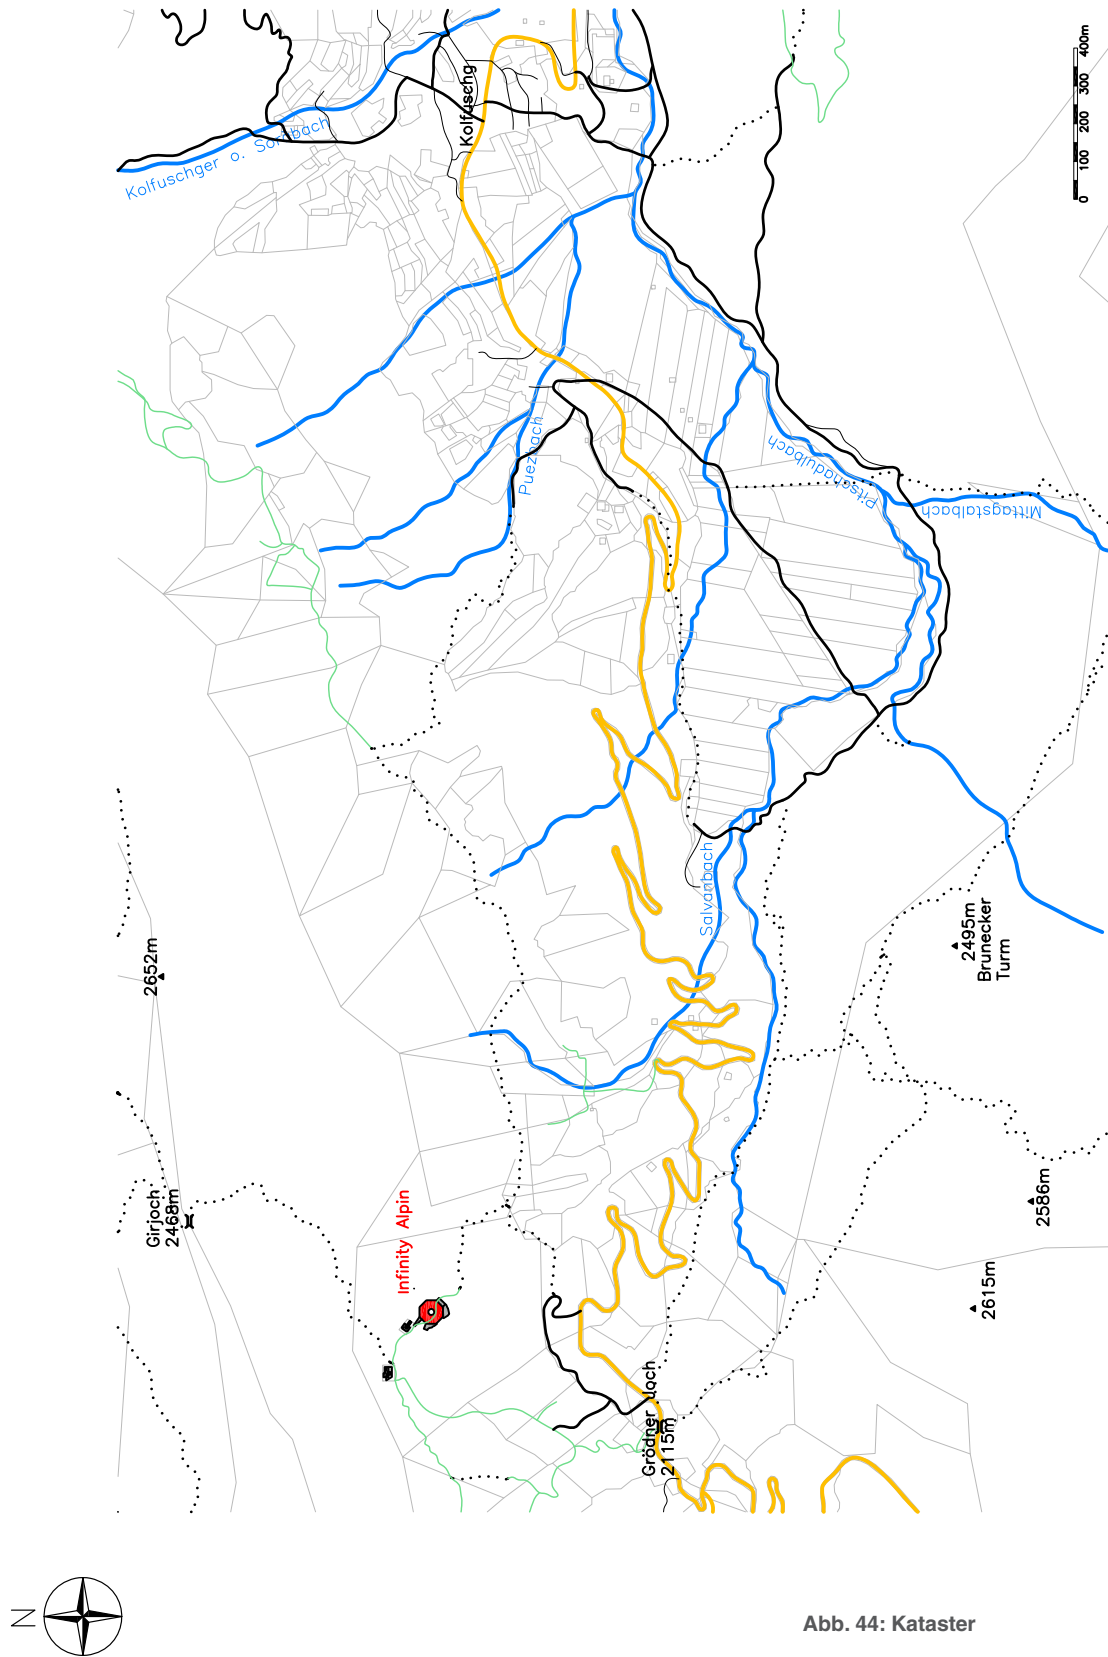 Kolfuschger o. Sorabach
Kolfuschg
0 100 200 300 400m
Puezbach
Pitschadulbach
Mittagstalbach
Salvanbach
2652m
2495m
Brunecker
Turm
Girjoch
2468m
Infinity Alpin
2586m
2615m
Grödner Joch
2115m
N
Abb. 44: Kataster